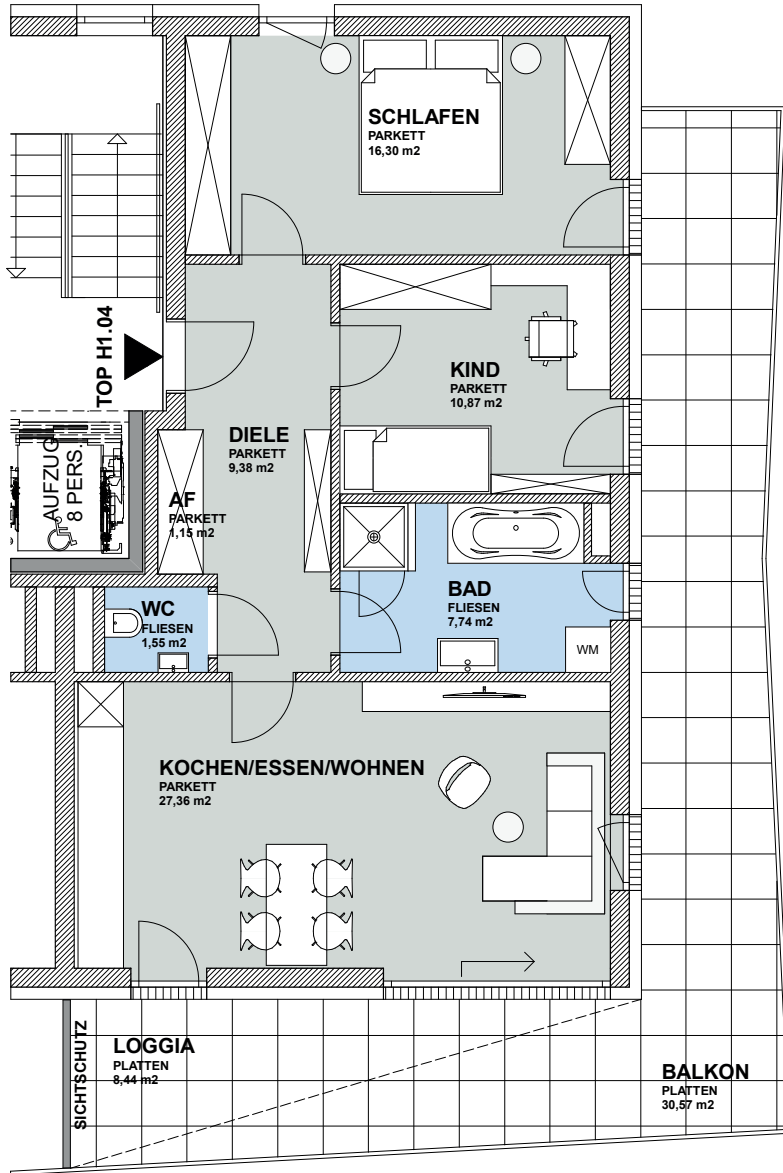 SCHLAFEN
PARKETT
16,30 m2
TOP H1.04
KIND
PARKETT
10,87 m2
DIELE
PARKETT
9,38 m2
AUFZUG
8 PERS.
AF
PARKETT
1,15 m2
WC
FLIESEN
1,55 m2
BAD
FLIESEN
7,74 m2
WM
KOCHEN/ESSEN/WOHNEN
PARKETT
27,36 m2
SICHTSCHUTZ
LOGGIA
PLATTEN
8,44 m2
BALKON
PLATTEN
30,57 m2